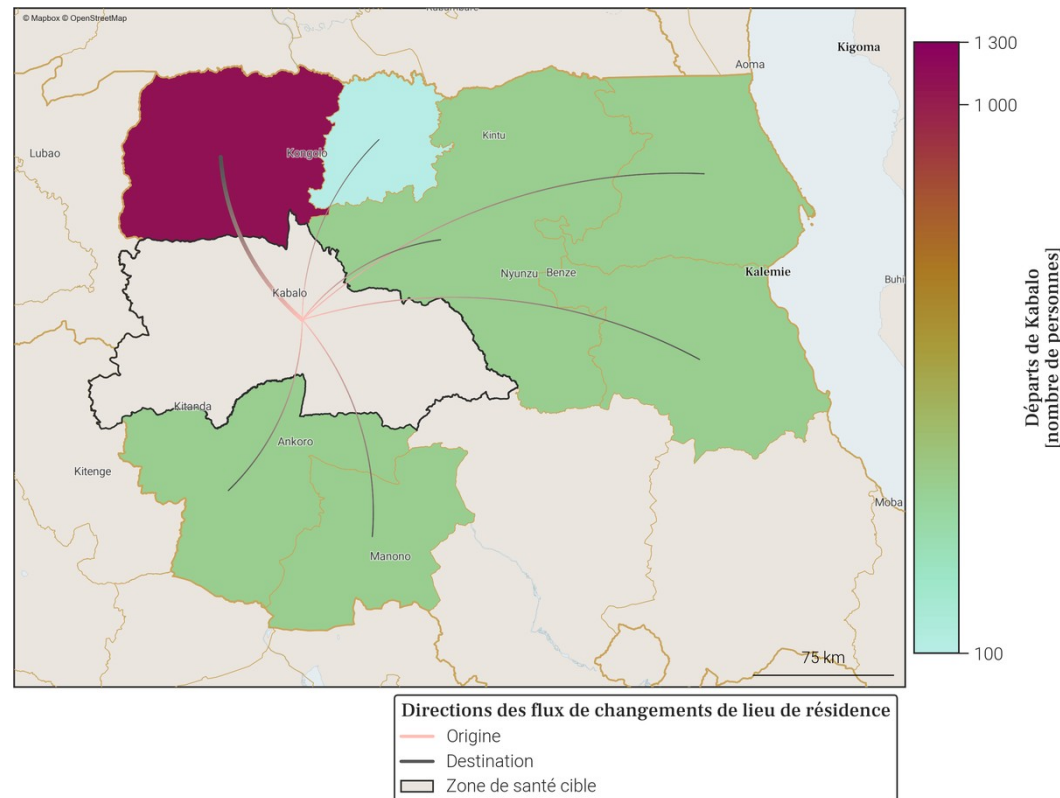 © Mapbox © OpenStreetMap
Kigoma
Aoma
Kintu
Lubao
Kongolo
Kalemie
Nyunzu
Benze
Buhi
Kabalo
Kitanda
Ankoro
Kitenge
Moba
Manono
75 km
1 300
1 000
100
Départs de Kabalo
[nombre de personnes]
Directions des flux de changements de lieu de résidence
Origine
Destination
Zone de santé cible